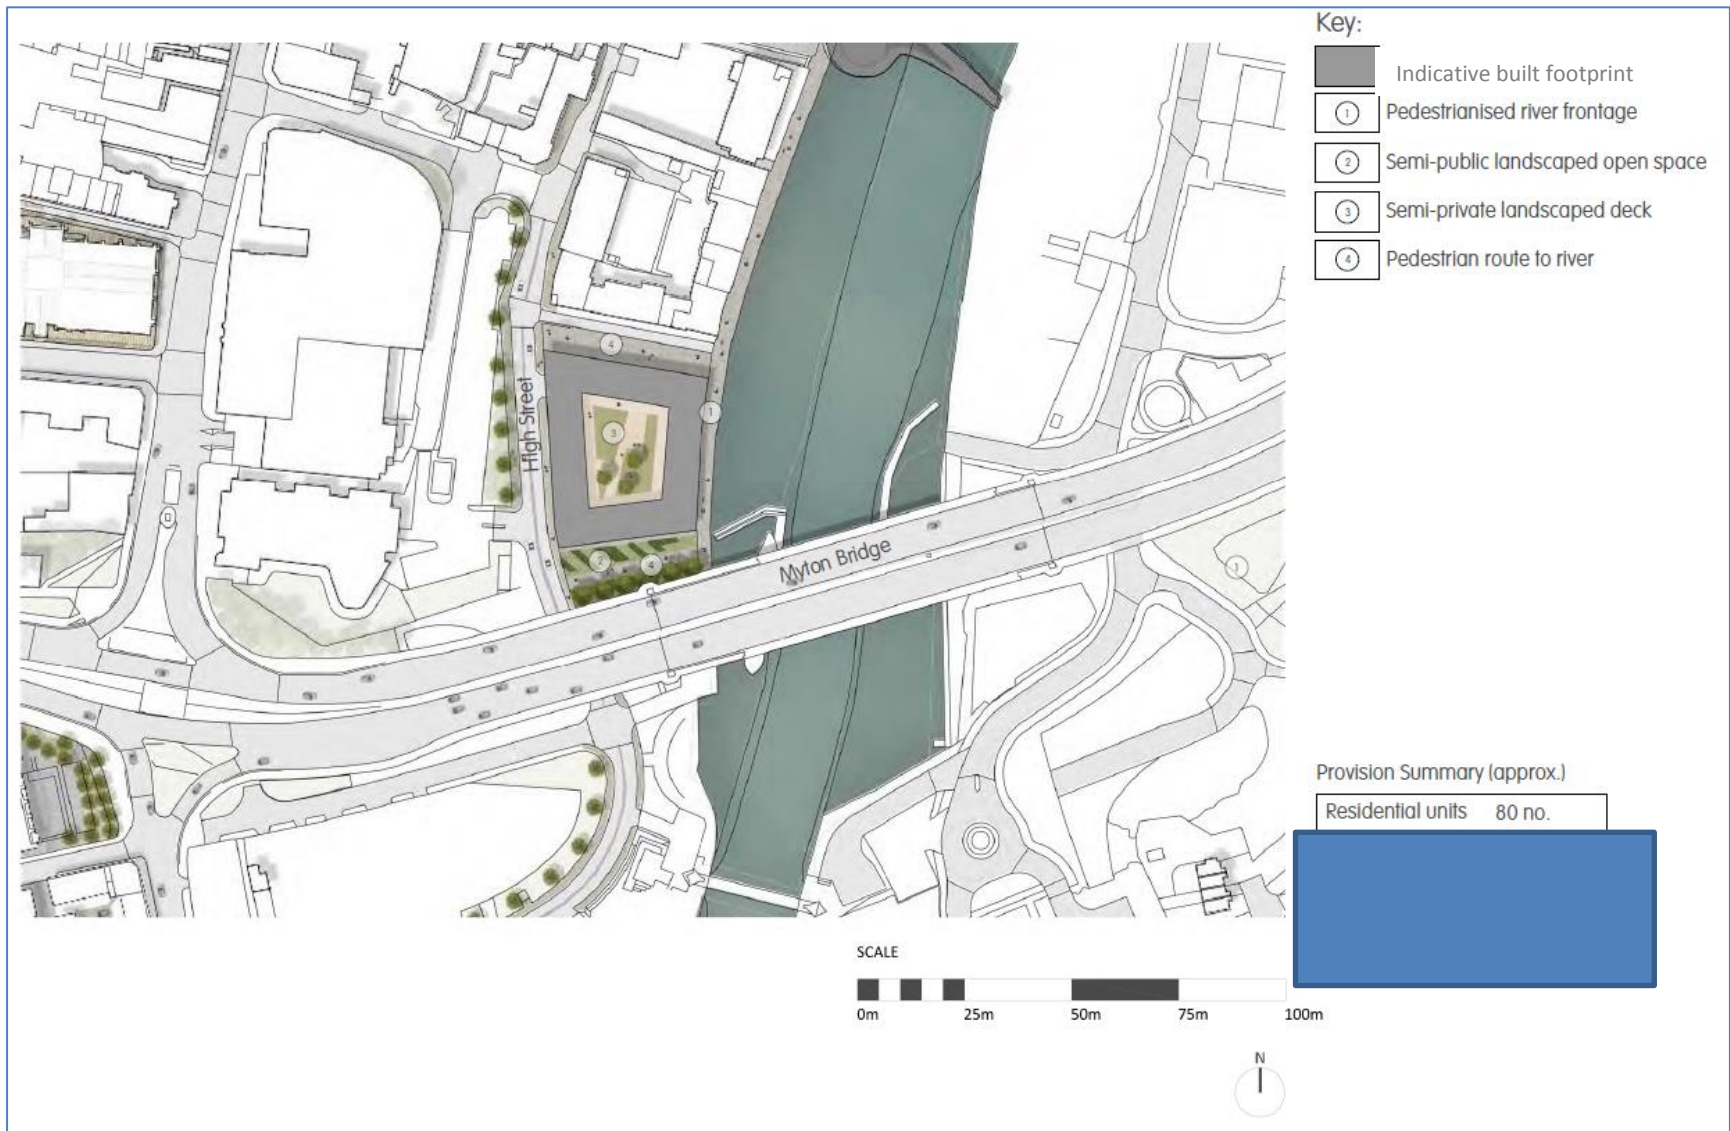 Key:
Indicative built footprint
1 Pedestrianised river frontage
2 Semi-public landscaped open space
3 Semi-private landscaped deck
4 Pedestrian route to river
4
High Street
1
3
2
4
Myton Bridge
1
Provision Summary (approx.)
Residential units 80 no.
SCALE
0m 25m 50m 75m 100m
N